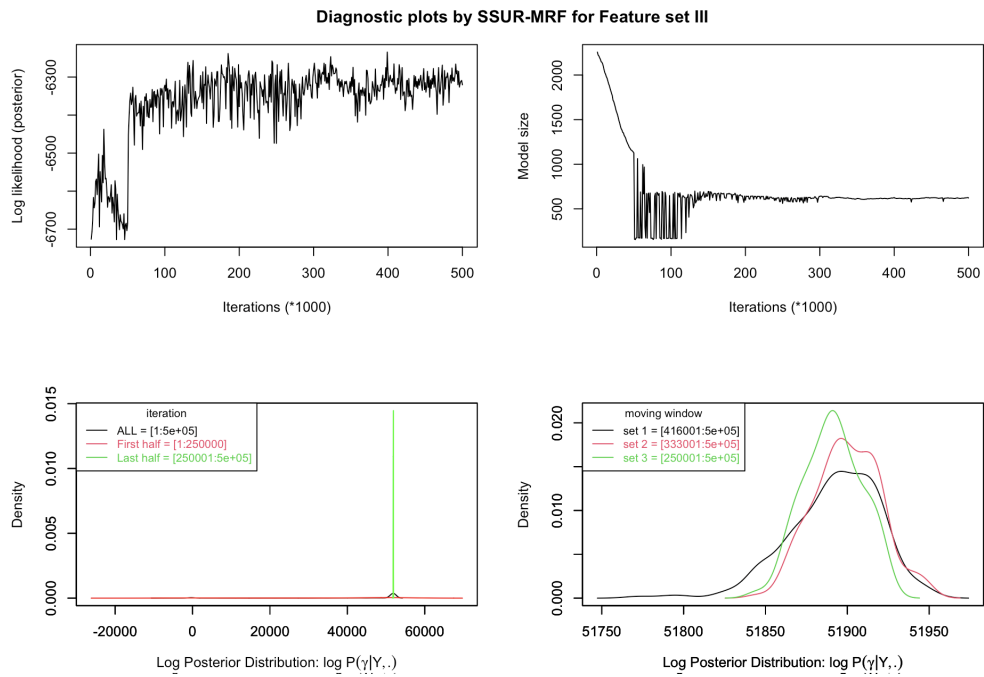 Diagnostic plots by SSUR-MRF for Feature set III
Log likelihood (posterior)
-6300
-6500
-6700
0 100 200 300 400 500
Iterations (*1000)
Model size
2000
1500
1000
500
0 100 200 300 400 500
Iterations (*1000)
Density
0.015
0.010
0.005
0.000
iteration
ALL = [1:5e+05]
First half = [1:250000]
Last half = [250001:5e+05]
-20000 0 20000 40000 60000
Log Posterior Distribution: log P(γ|Y,.)
Density
0.020
0.010
0.000
moving window
set 1 = [416001:5e+05]
set 2 = [333001:5e+05]
set 3 = [250001:5e+05]
51750 51800 51850 51900 51950
Log Posterior Distribution: log P(γ|Y,.)